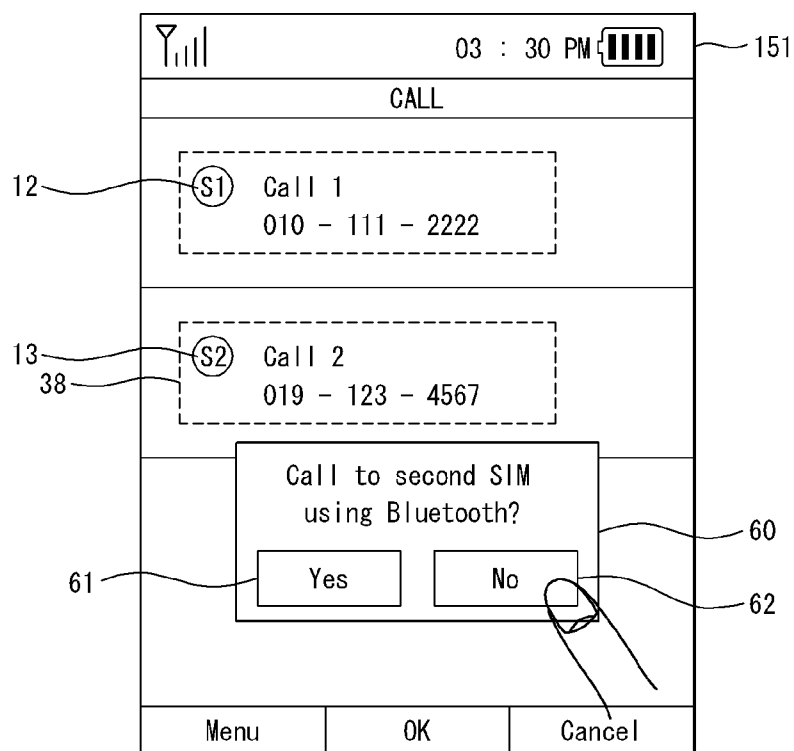 03 : 30 PM
151
CALL
12
S1 Call 1
010 - 111 - 2222
13
S2 Call 2
38
019 - 123 - 4567
Call to second SIM
using Bluetooth?
60
61
Yes No
62
Menu OK Cancel